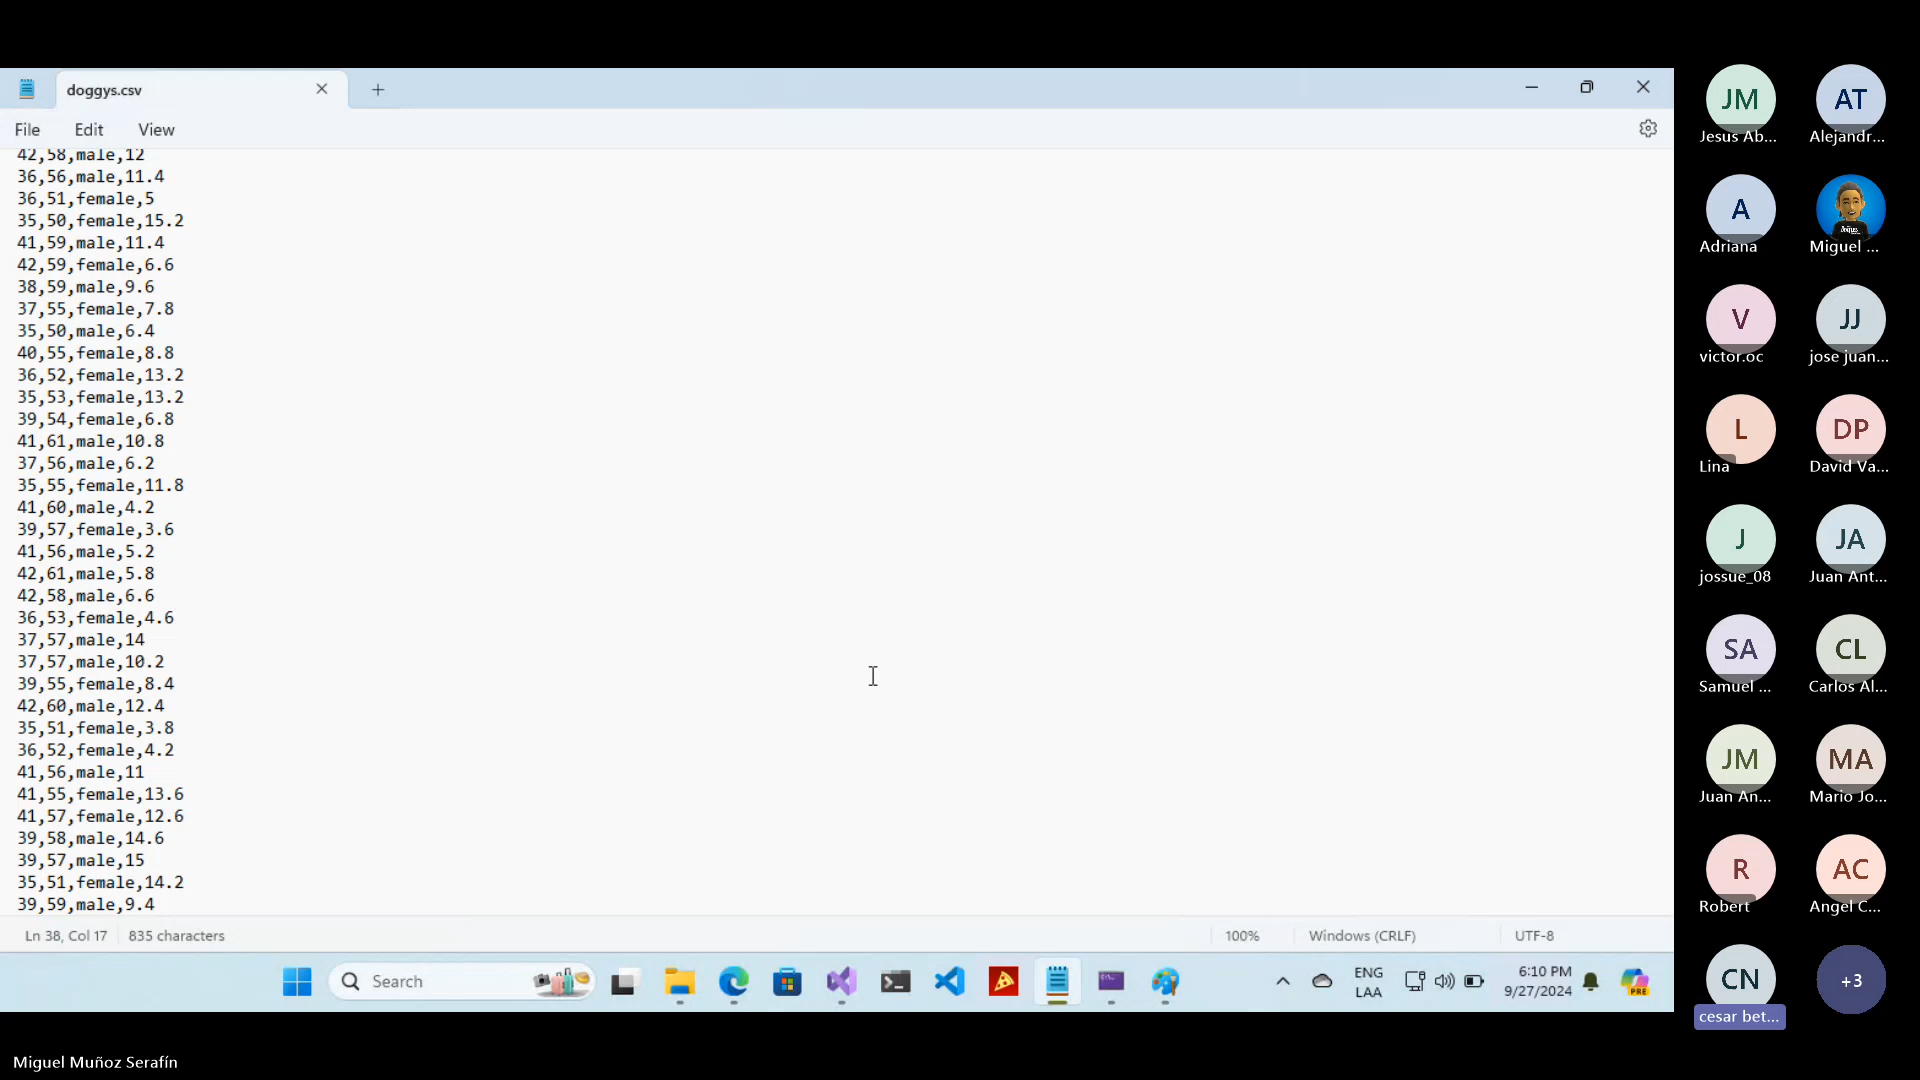 doggys.csv
File Edit View
42,58,male,12
36,56,male,11.4
36,51,female,5
35,50,female,15.2
41,59,male,11.4
42,59,female,6.6
38,59,male,9.6
37,55,female,7.8
35,50,male,6.4
40,55,female,8.8
36,52,female,13.2
35,53,female,13.2
39,54,female,6.8
41,61,male,10.8
37,56,male,6.2
35,55,female,11.8
41,60,male,4.2
39,57,female,3.6
41,56,male,5.2
42,61,male,5.8
42,58,male,6.6
36,53,female,4.6
37,57,male,14
37,57,male,10.2
39,55,female,8.4
42,60,male,12.4
35,51,female,3.8
36,52,female,4.2
41,56,male,11
41,55,female,13.6
41,57,female,12.6
39,58,male,14.6
39,57,male,15
35,51,female,14.2
39,59,male,9.4
Ln 38, Col 17 835 characters 100% Windows (CRLF) UTF-8
Search
ENG
LAA
6:10 PM
9/27/2024
PRE
JM AT
Jesus Ab... Alejandr...
A
Adriana Miguel ...
V JJ
victor.oc jose juan...
L DP
Lina David Va...
J JA
jossue_08 Juan Ant...
SA CL
Samuel ... Carlos Al...
JM MA
Juan An... Mario Jo...
R AC
Robert Angel C...
CN +3
cesar bet...
Miguel Muñoz Serafín